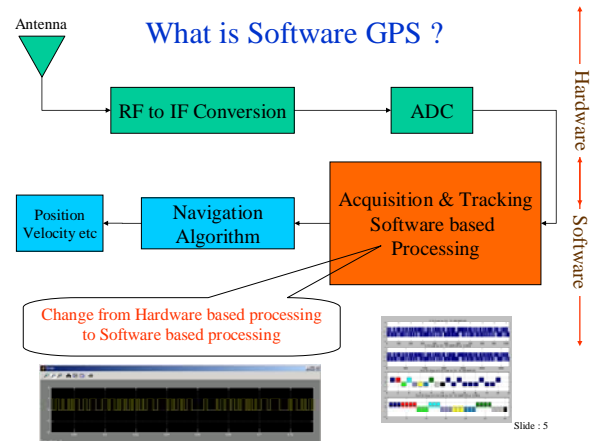 Antenna
What is Software GPS ?
RF to IF Conversion
ADC
Hardware
Acquisition & Tracking
Software based
Processing
Navigation
Algorithm
Position
Velocity etc
Software
Change from Hardware based processing
to Software based processing
Slide : 5